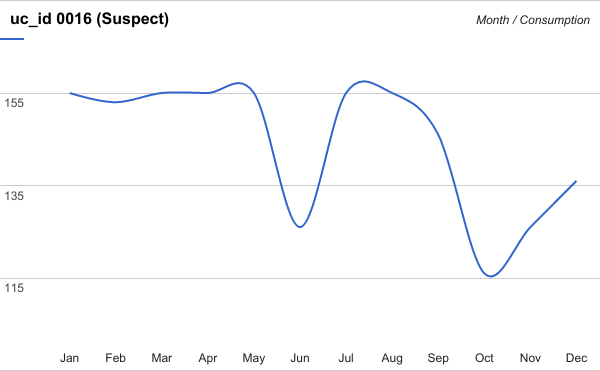 uc_id 0016 (Suspect)
Month / Consumption
155
135
115
Jan Feb Mar Apr May Jun Jul Aug Sep Oct Nov Dec